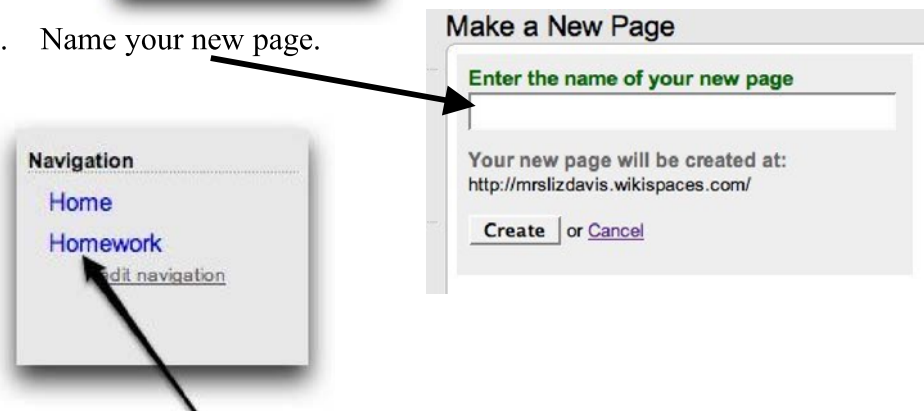 . Name your new page.
Make a New Page
Enter the name of your new page
Your new page will be created at:
http://mrslizdavis.wikispaces.com/
Create or Cancel
Navigation
Home
Homework
edit navigation